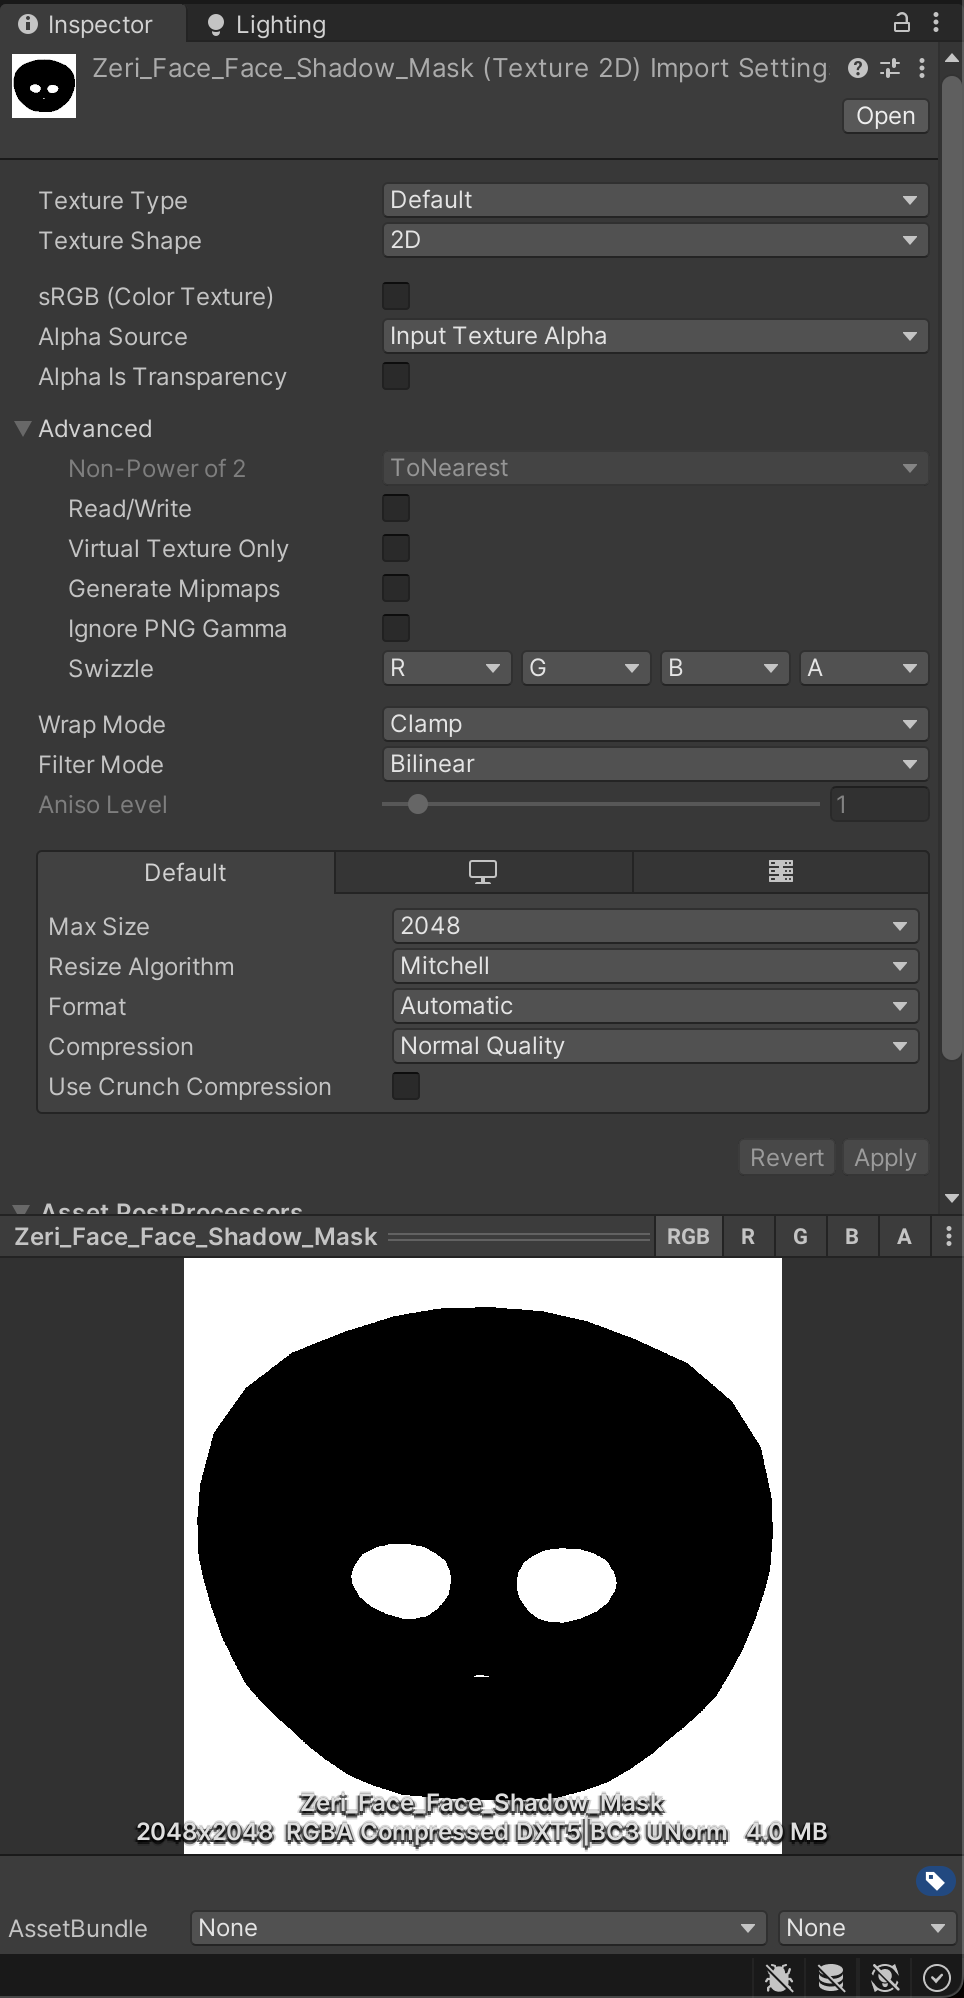 Inspector
Lighting
Zeri_Face_Face_Shadow_Mask (Texture 2D) Import Setting
Open
Texture Type Default
Texture Shape 2D
sRGB (Color Texture)
Alpha Source Input Texture Alpha
Alpha Is Transparency
Advanced
Non-Power of 2 ToNearest
Read/Write
Virtual Texture Only
Generate Mipmaps
Ignore PNG Gamma
Swizzle R G B A
Wrap Mode Clamp
Filter Mode Bilinear
Aniso Level 1
Default
Max Size 2048
Resize Algorithm Mitchell
Format Automatic
Compression Normal Quality
Use Crunch Compression
Revert Apply
Asset PostProcessors
Zeri_Face_Face_Shadow_Mask RGB R G B A
Zeri_Face_Face_Shadow_Mask
2048x2048 RGBA Compressed DXT5|BC3 UNorm 4.0 MB
AssetBundle None None